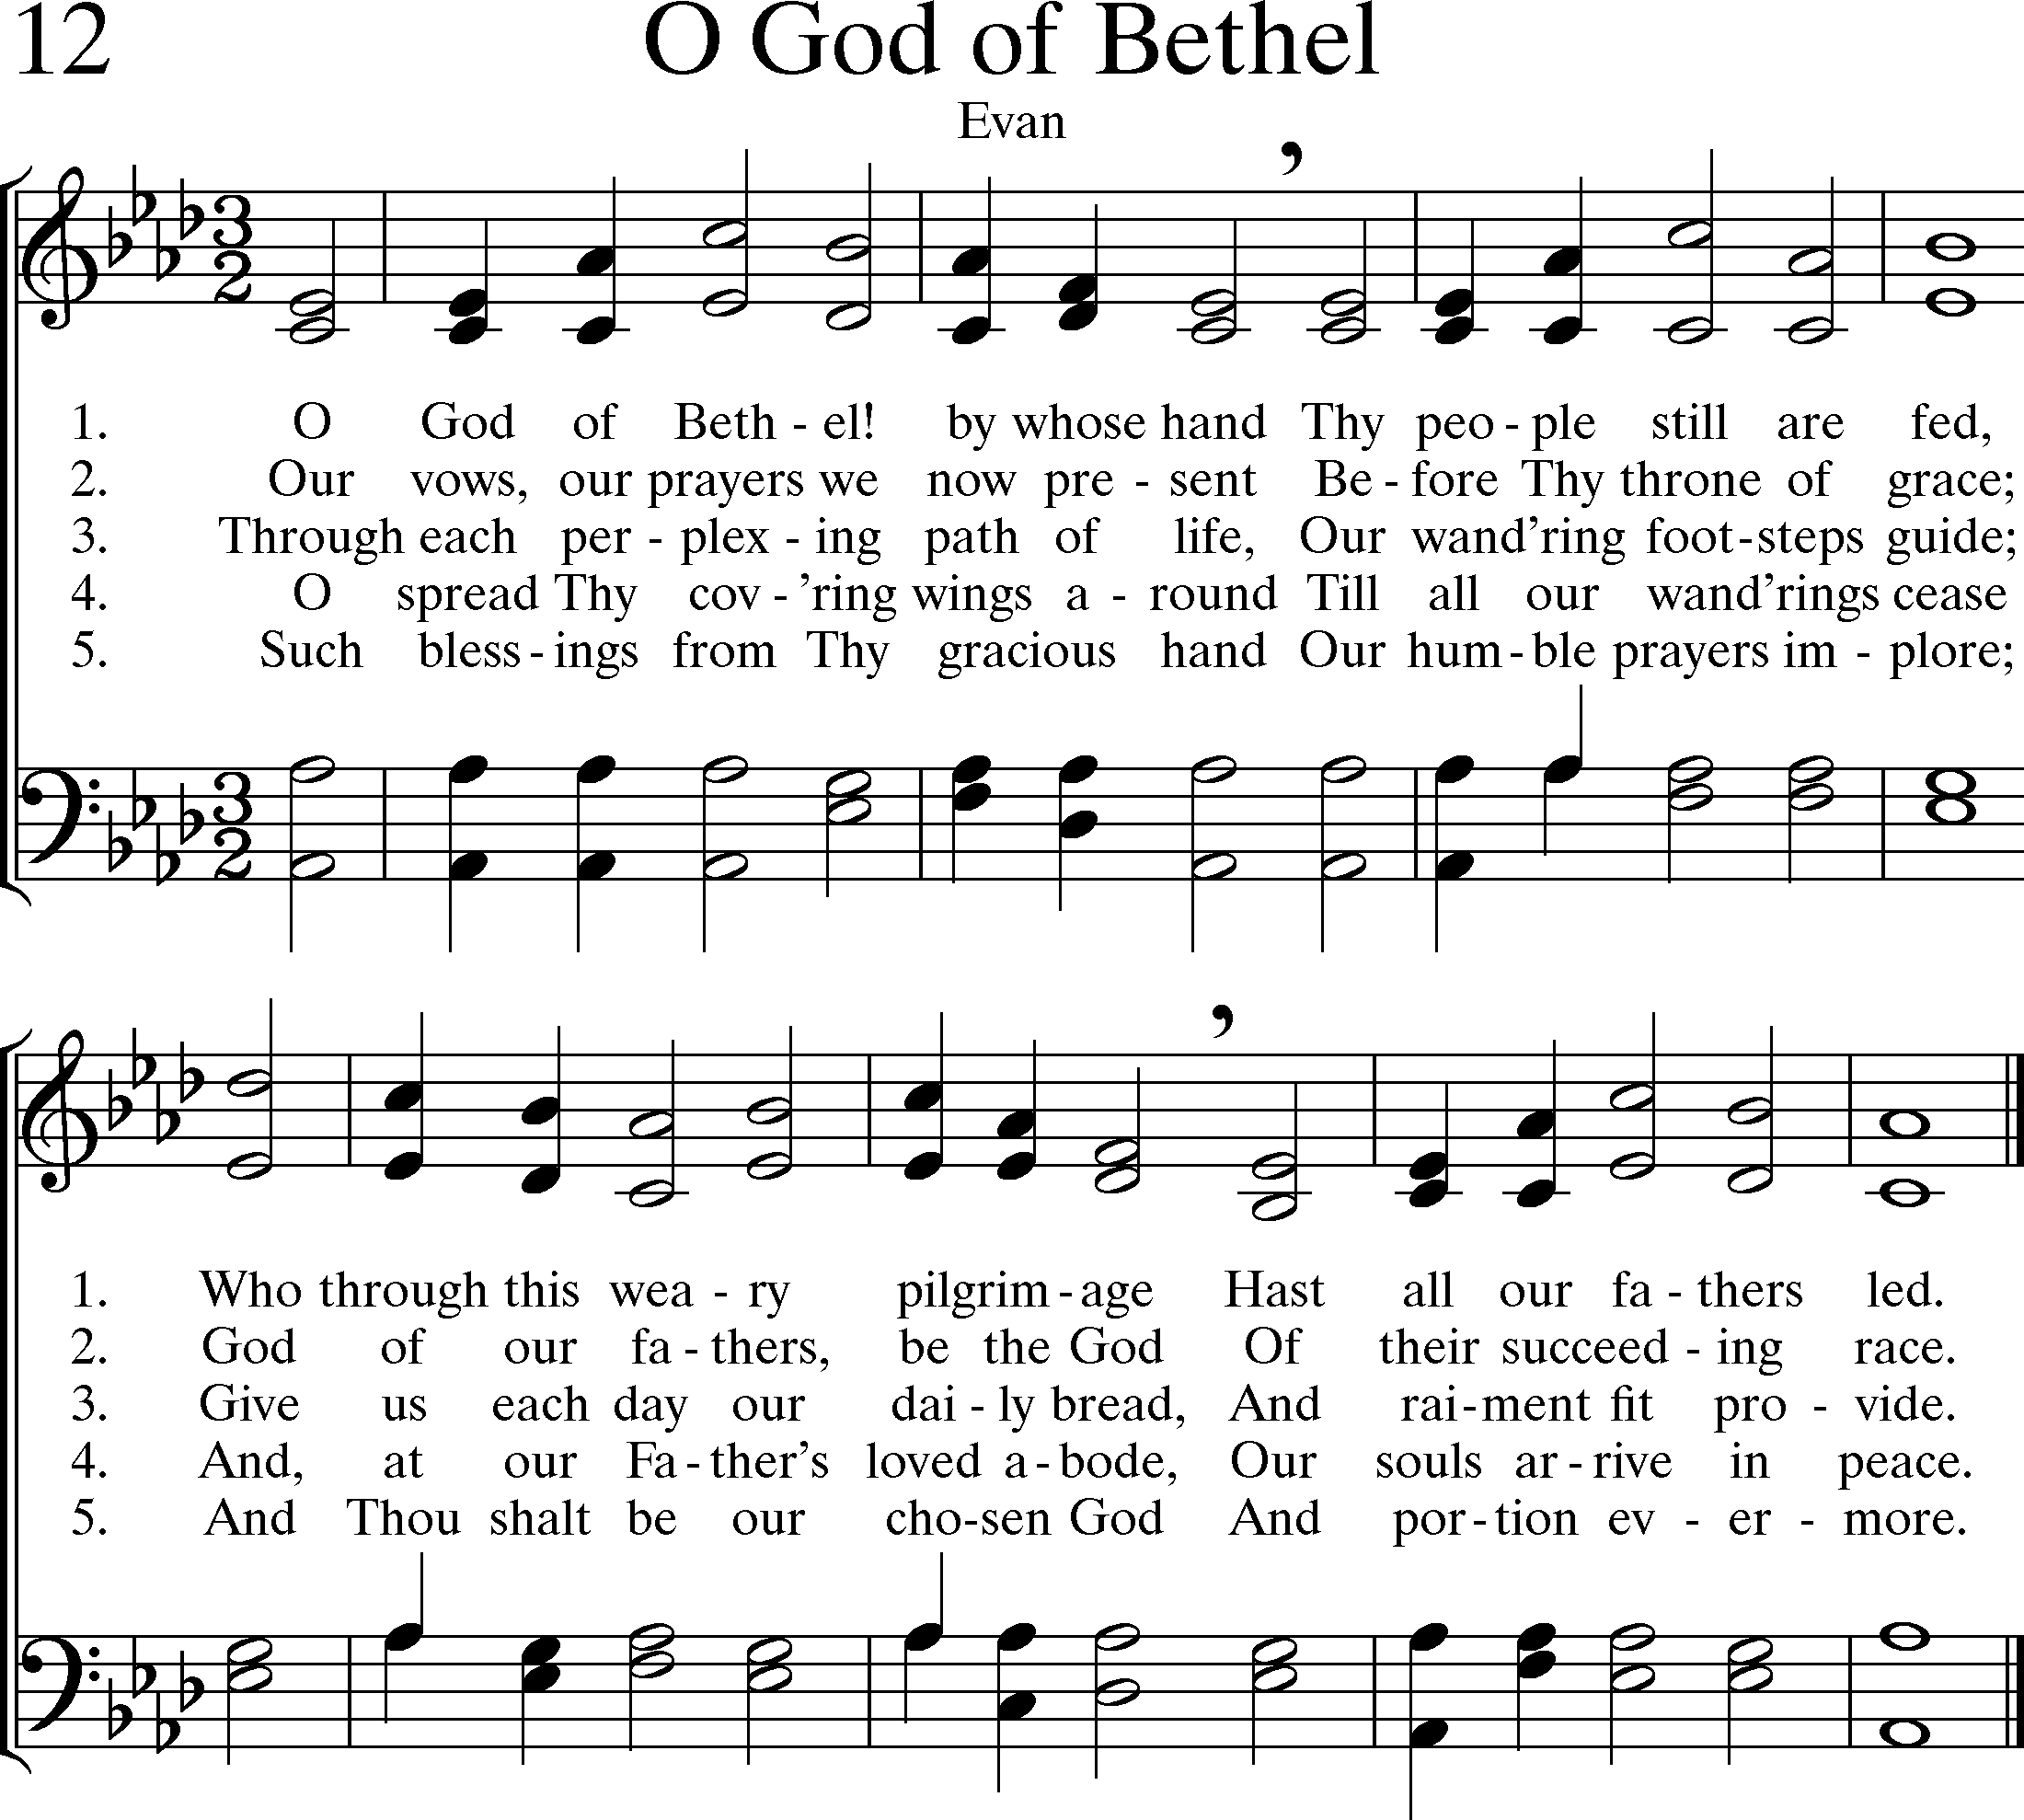 12 O God of Bethel
Evan
1. O God of Beth - el! by whose hand Thy peo - ple still are fed,
2. Our vows, our prayers we now pre - sent Be - fore Thy throne of grace;
3. Through each per - plex - ing path of life, Our wand'ring foot - steps guide;
4. O spread Thy cov - 'ring wings a - round Till all our wand'rings cease
5. Such bless - ings from Thy gracious hand Our hum - ble prayers im - plore;
1. Who through this wea - ry pilgrim - age Hast all our fa - thers led.
2. God of our fa - thers, be the God Of their succeed - ing race.
3. Give us each day our dai - ly bread, And rai - ment fit pro - vide.
4. And, at our Fa - ther's loved a - bode, Our souls ar - rive in peace.
5. And Thou shalt be our cho - sen God And por - tion ev - er - more.